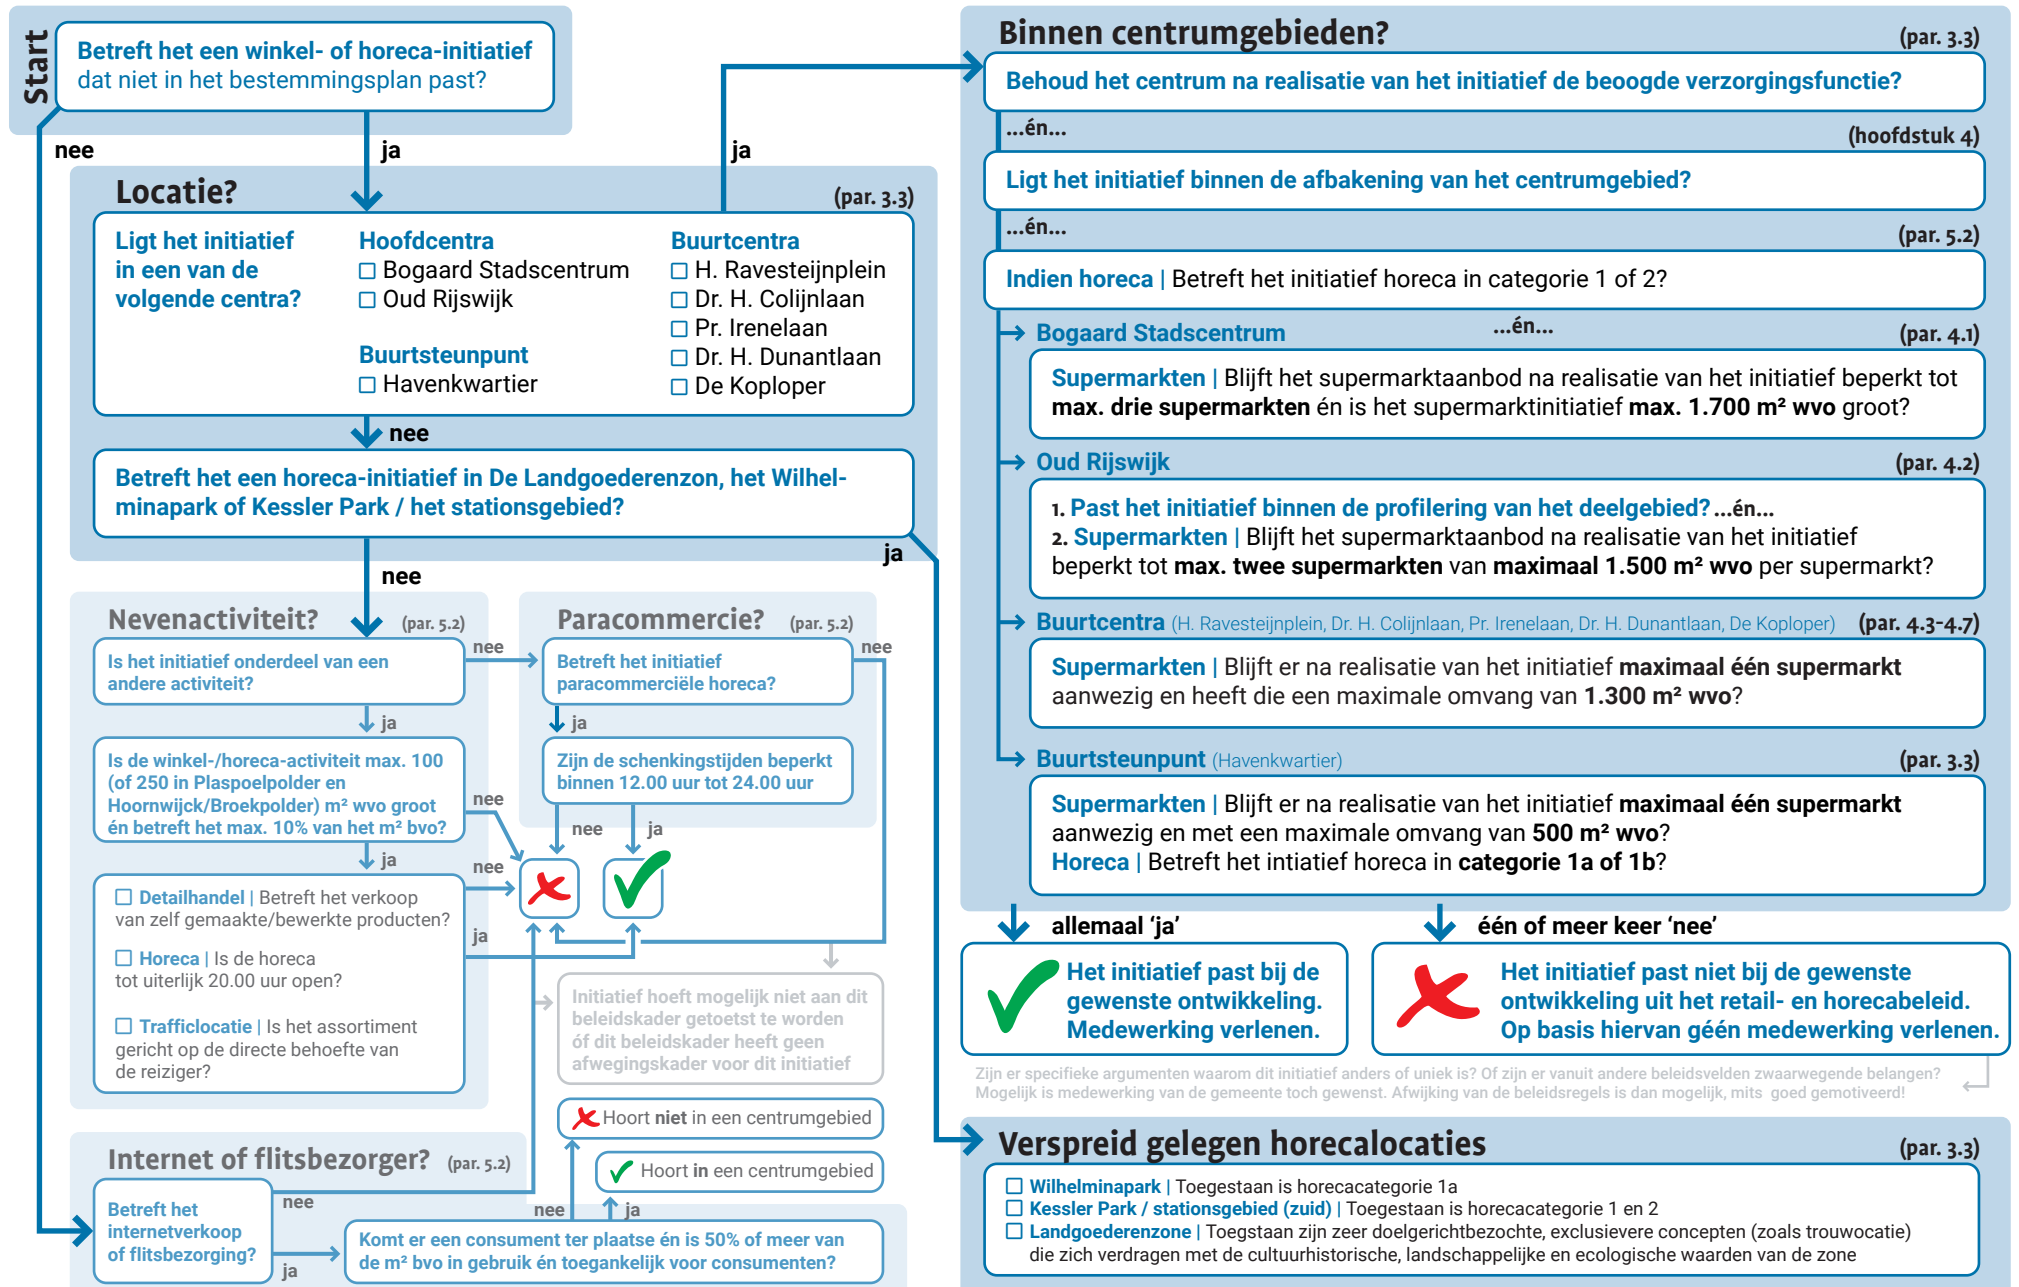 Start
Betreft het een winkel- of horeca-initiatief
dat niet in het bestemmingsplan past?
nee
ja
ja
Locatie?
(par. 3.3)
Ligt het initiatief
in een van de
volgende centra?
Hoofdcentra
☐ Bogaard Stadscentrum
☐ Oud Rijswijk
Buurtsteunpunt
☐ Havenkwartier
Buurtcentra
☐ H. Ravesteijnplein
☐ Dr. H. Colijnlaan
☐ Pr. Irenelaan
☐ Dr. H. Dunantlaan
☐ De Koploper
nee
Betreft het een horeca-initiatief in De Landgoederenzon, het Wilhel-
minapark of Kessler Park / het stationsgebied?
ja
nee
Nevenactiviteit?
(par. 5.2)
Is het initiatief onderdeel van een
andere activiteit?
nee
ja
Is de winkel-/horeca-activiteit max. 100
(of 250 in Plaspoelpolder en
Hoornwijck/Broekpolder) m² wvo groot
én betreft het max. 10% van het m² bvo?
nee
ja
☐ Detailhandel | Betreft het verkoop
van zelf gemaakte/bewerkte producten?
☐ Horeca | Is de horeca
tot uiterlijk 20.00 uur open?
☐ Trafficlocatie | Is het assortiment
gericht op de directe behoefte van
de reiziger?
nee
ja
Paracommercie?
(par. 5.2)
Betreft het initiatief
paracommerciële horeca?
nee
ja
Zijn de schenkingstijden beperkt
binnen 12.00 uur tot 24.00 uur
nee
ja
Initiatief hoeft mogelijk niet aan dit
beleidskader getoetst te worden
óf dit beleidskader heeft geen
afwegingskader voor dit initiatief
Hoort niet in een centrumgebied
Hoort in een centrumgebied
Internet of flitsbezorger?
(par. 5.2)
Betreft het
internetverkoop
of flitsbezorging?
nee
ja
nee
ja
Komt er een consument ter plaatse én is 50% of meer van
de m² bvo in gebruik én toegankelijk voor consumenten?
Binnen centrumgebieden?
(par. 3.3)
Behoud het centrum na realisatie van het initiatief de beoogde verzorgingsfunctie?
...én...
(hoofdstuk 4)
Ligt het initiatief binnen de afbakening van het centrumgebied?
...én...
(par. 5.2)
Indien horeca | Betreft het initiatief horeca in categorie 1 of 2?
...én...
Bogaard Stadscentrum
(par. 4.1)
Supermarkten | Blijft het supermarktaanbod na realisatie van het initiatief beperkt tot
max. drie supermarkten én is het supermarktinitiatief max. 1.700 m² wvo groot?
Oud Rijswijk
(par. 4.2)
1. Past het initiatief binnen de profilering van het deelgebied? ...én...
2. Supermarkten | Blijft het supermarktaanbod na realisatie van het initiatief
beperkt tot max. twee supermarkten van maximaal 1.500 m² wvo per supermarkt?
Buurtcentra (H. Ravesteijnplein, Dr. H. Colijnlaan, Pr. Irenelaan, Dr. H. Dunantlaan, De Koploper)
(par. 4.3-4.7)
Supermarkten | Blijft er na realisatie van het initiatief maximaal één supermarkt
aanwezig en heeft die een maximale omvang van 1.300 m² wvo?
Buurtsteunpunt (Havenkwartier)
(par. 3.3)
Supermarkten | Blijft er na realisatie van het initiatief maximaal één supermarkt
aanwezig en met een maximale omvang van 500 m² wvo?
Horeca | Betreft het intiatief horeca in categorie 1a of 1b?
allemaal ‘ja’
één of meer keer ‘nee’
Het initiatief past bij de
gewenste ontwikkeling.
Medewerking verlenen.
Het initiatief past niet bij de gewenste
ontwikkeling uit het retail- en horecabeleid.
Op basis hiervan géén medewerking verlenen.
Zijn er specifieke argumenten waarom dit initiatief anders of uniek is? Of zijn er vanuit andere beleidsvelden zwaarwegende belangen?
Mogelijk is medewerking van de gemeente toch gewenst. Afwijking van de beleidsregels is dan mogelijk, mits goed gemotiveerd!
Verspreid gelegen horecalocaties
(par. 3.3)
☐ Wilhelminapark | Toegestaan is horecacategorie 1a
☐ Kessler Park / stationsgebied (zuid) | Toegestaan is horecacategorie 1 en 2
☐ Landgoederenzone | Toegstaan zijn zeer doelgerichtbezochte, exclusievere concepten (zoals trouwocatie)
die zich verdragen met de cultuurhistorische, landschappelijke en ecologische waarden van de zone